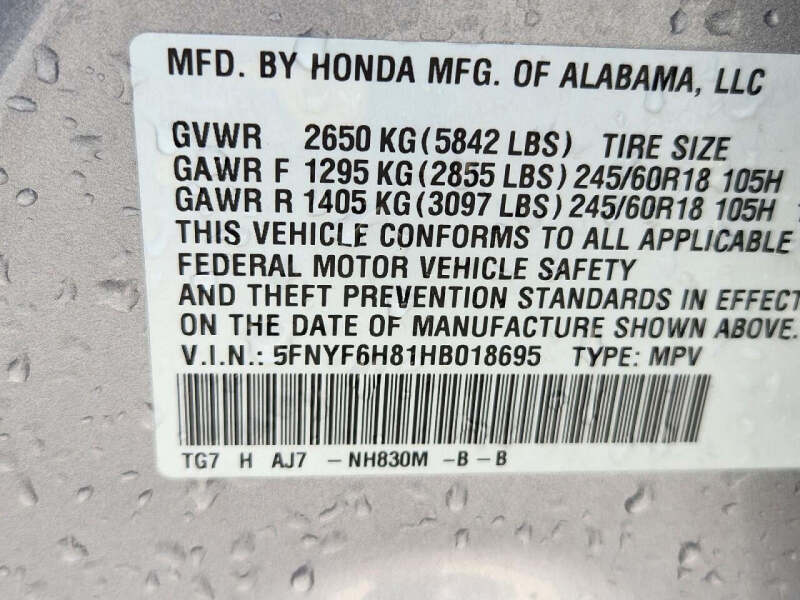 MFD. BY HONDA MFG. OF ALABAMA, LLC
GVWR 2650 KG (5842 LBS) TIRE SIZE
GAWR F 1295 KG (2855 LBS) 245/60R18 105H
GAWR R 1405 KG (3097 LBS) 245/60R18 105H
THIS VEHICLE CONFORMS TO ALL APPLICABLE
FEDERAL MOTOR VEHICLE SAFETY
AND THEFT PREVENTION STANDARDS IN EFFECT
ON THE DATE OF MANUFACTURE SHOWN ABOVE.
V.I.N.: 5FNYF6H81HB018695 TYPE: MPV
TG7 H AJ7 -NH830M -B-B